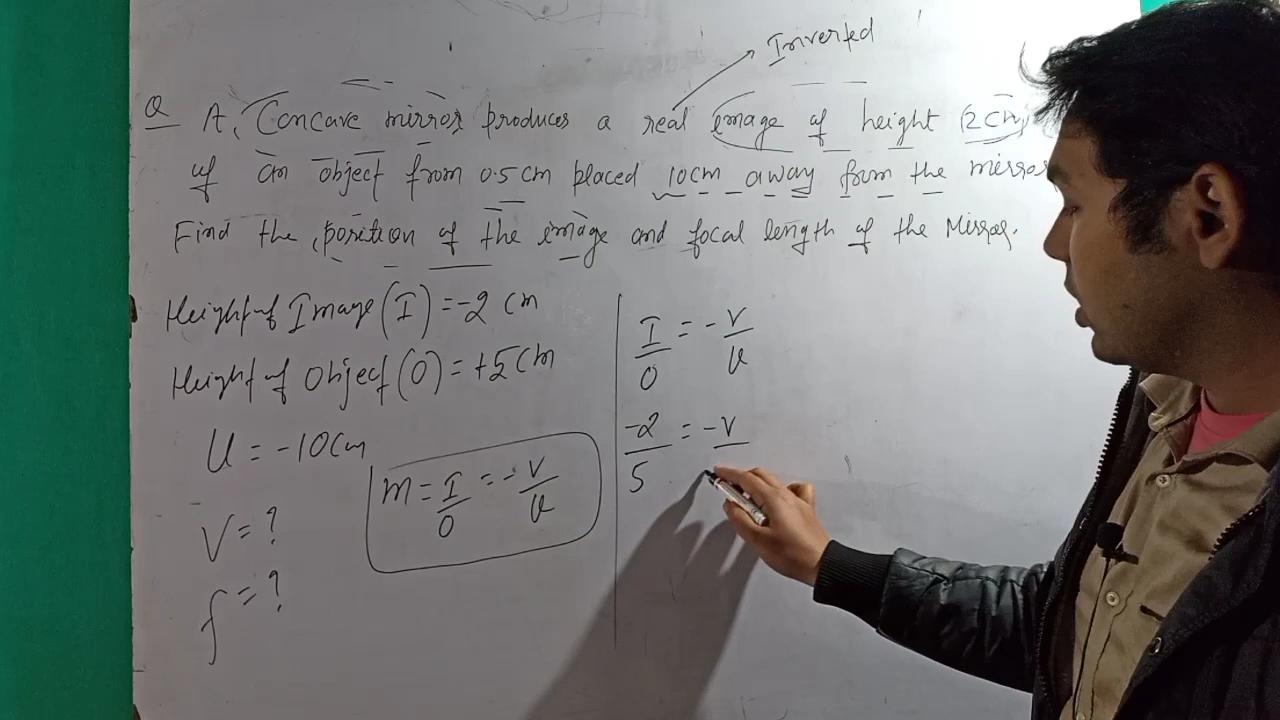 Inverted
Q A, Concave mirror produces a real image of height (2cm)
of an object from 0.5cm placed 10cm away from the mirror
Find the position of the image and focal length of the Mirror.
Height of Image (I) = -2 cm
Height of Object (O) = +5 cm
U = -10cm
m = I/O = -v/u
V = ?
f = ?
I/O = -v/u
-2/5 = -v